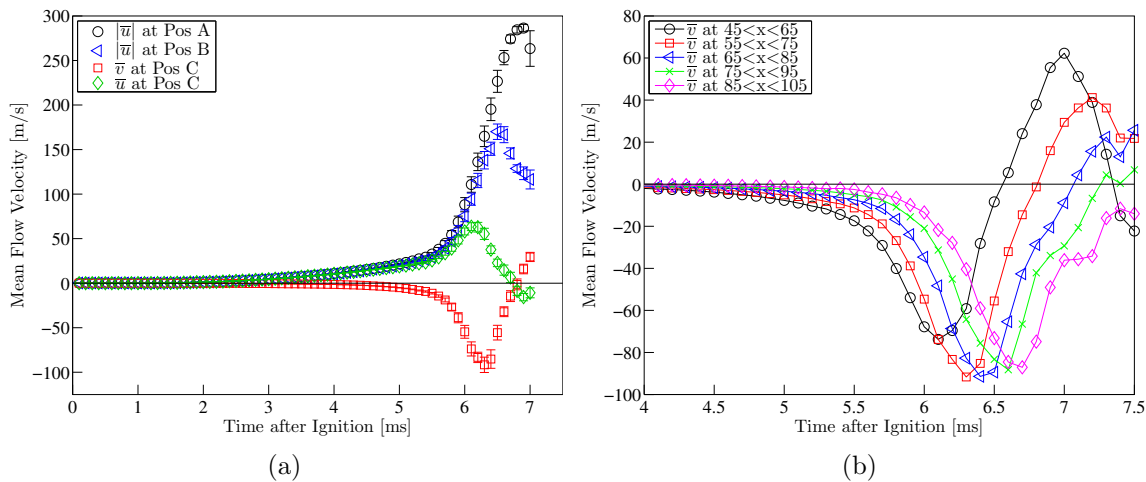 300
250
200
150
100
50
0
−50
−100
0
1
2
3
4
5
6
7
Mean Flow Velocity [m/s]
Time after Ignition [ms]
|u̅| at Pos A
|u̅| at Pos B
v̅ at Pos C
u̅ at Pos C
(a)
80
60
40
20
0
−20
−40
−60
−80
−100
4
4.5
5
5.5
6
6.5
7
7.5
Mean Flow Velocity [m/s]
Time after Ignition [ms]
v̅ at 45<x<65
v̅ at 55<x<75
v̅ at 65<x<85
v̅ at 75<x<95
v̅ at 85<x<105
(b)